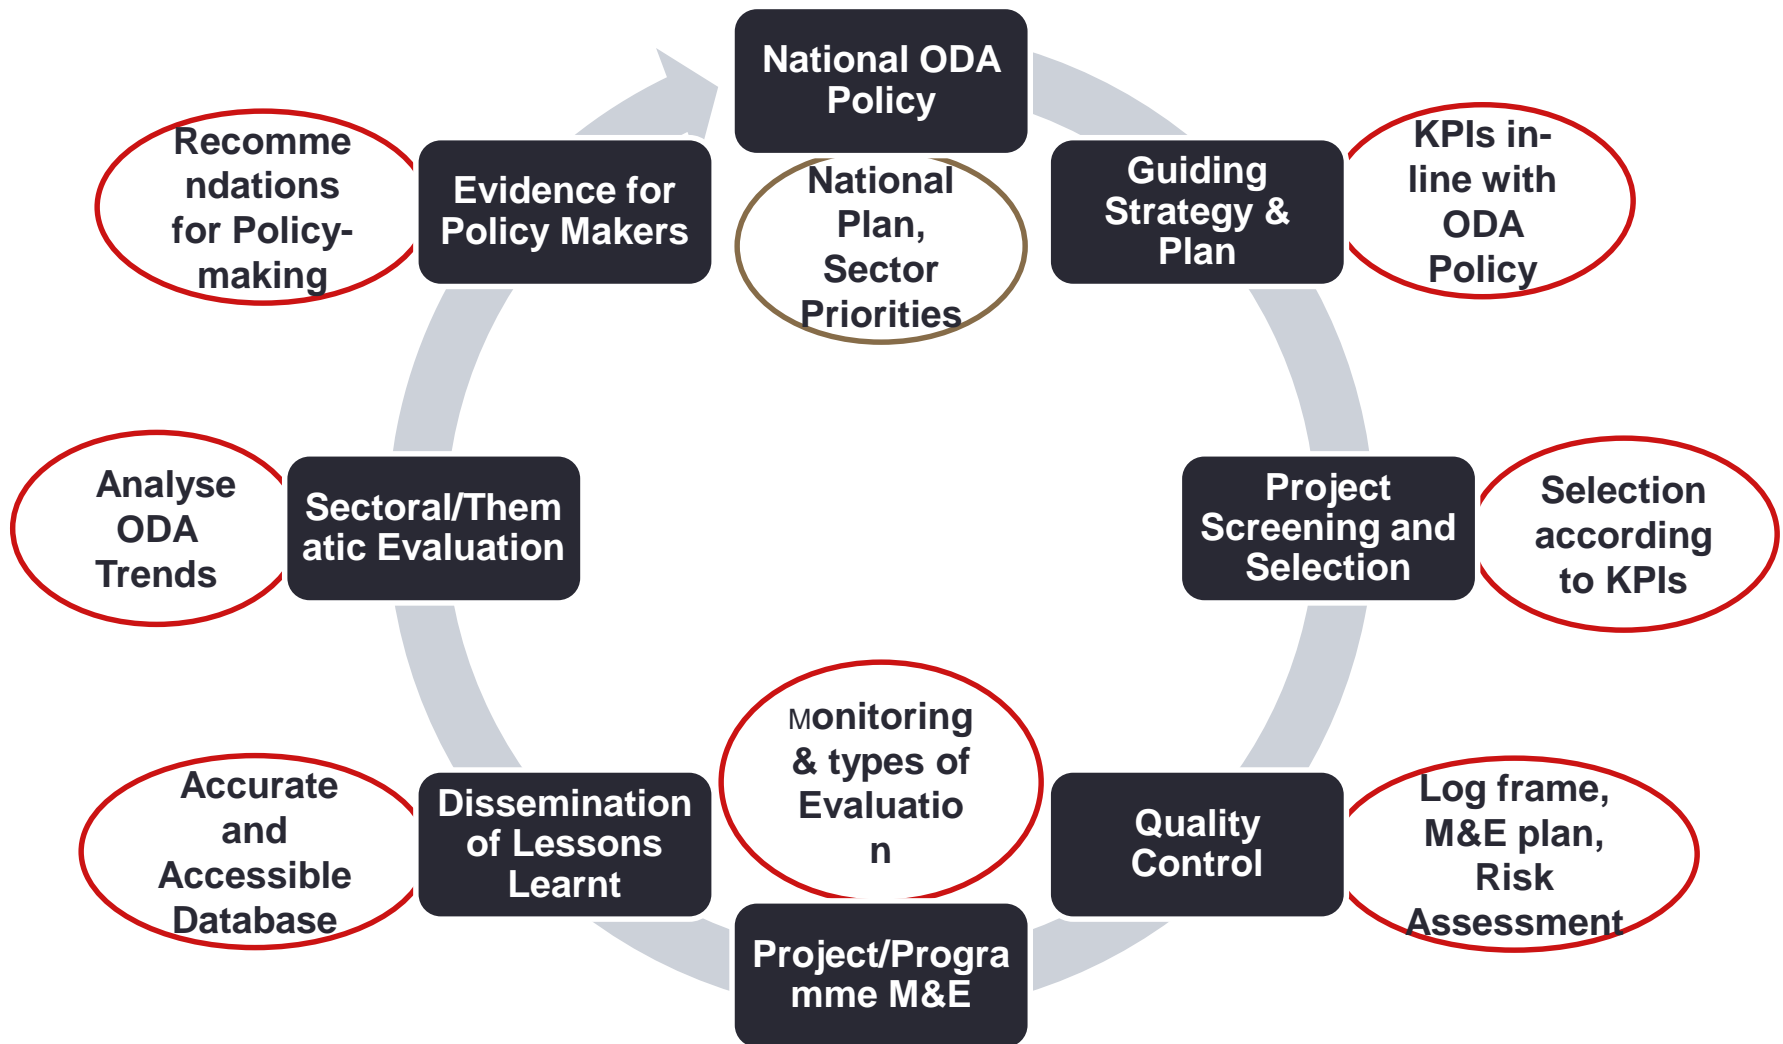 National ODA
Policy
National
Plan,
Sector
Priorities
Guiding
Strategy &
Plan
KPIs in-
line with
ODA
Policy
Project
Screening and
Selection
Selection
according
to KPIs
Quality
Control
Log frame,
M&E plan,
Risk
Assessment
Project/Progra
mme M&E
Monitoring
& types of
Evaluatio
n
Dissemination
of Lessons
Learnt
Accurate
and
Accessible
Database
Sectoral/Them
atic Evaluation
Analyse
ODA
Trends
Evidence for
Policy Makers
Recomme
ndations
for Policy-
making